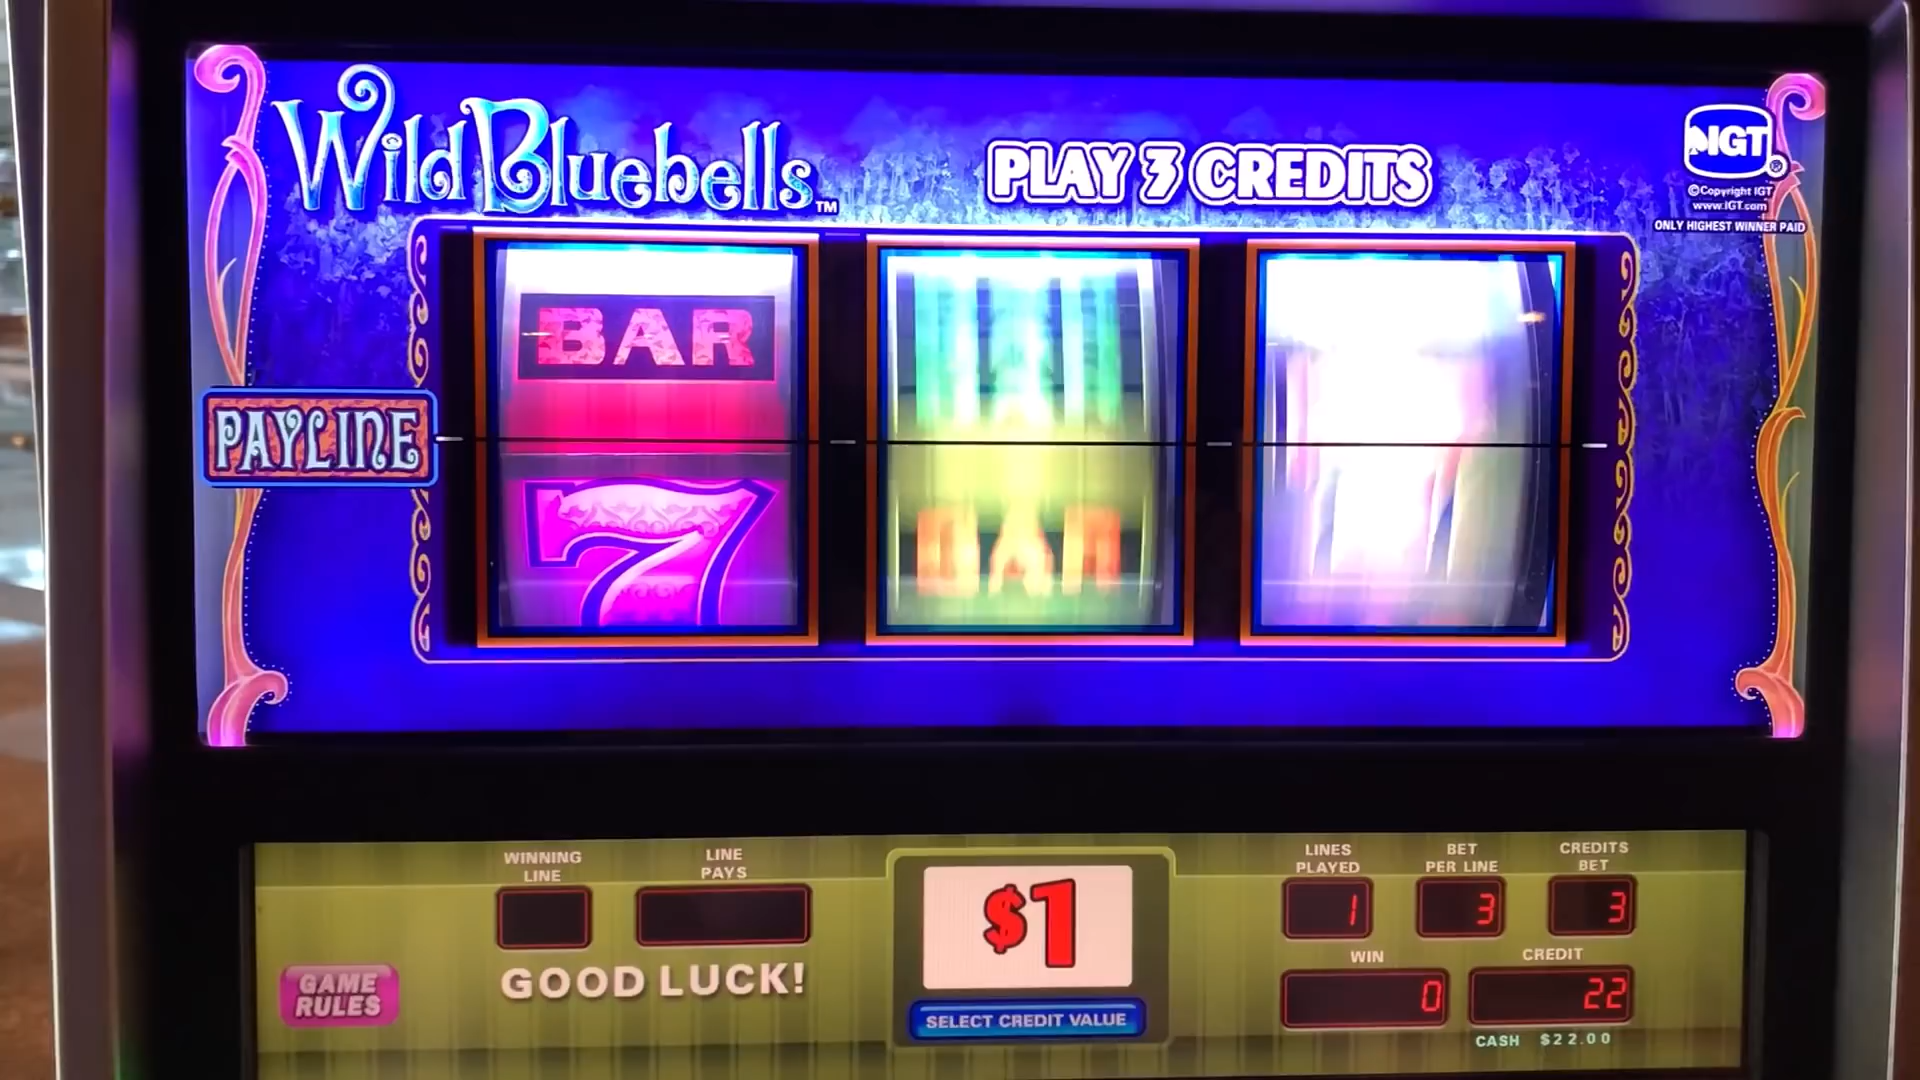 Wild Bluebells™
PLAY 3 CREDITS
IGT®
©Copyright IGT
www.IGT.com
ONLY HIGHEST WINNER PAID
BAR
PAYLINE
7
BAR
WINNING
LINE
LINE
PAYS
GOOD LUCK!
GAME
RULES
$1
SELECT CREDIT VALUE
LINES
PLAYED
1
BET
PER LINE
3
CREDITS
BET
3
WIN
0
CREDIT
22
CASH $22.00